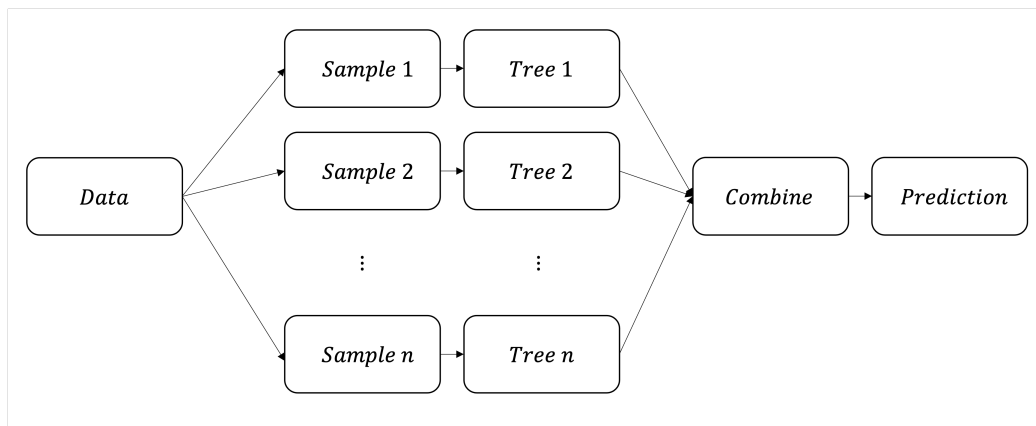 Sample 1
Tree 1
Sample 2
Tree 2
Data
Combine
Prediction
⋮
⋮
Sample n
Tree n